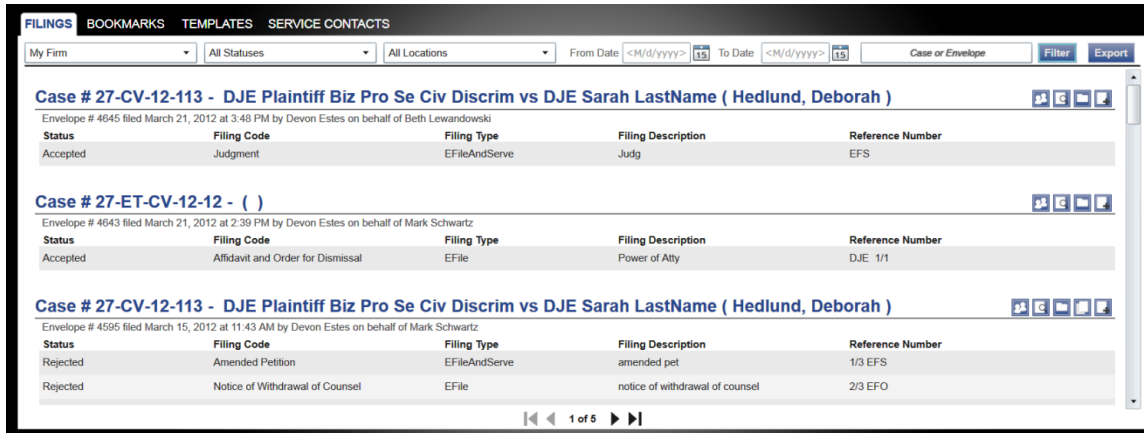 FILINGS BOOKMARKS TEMPLATES SERVICE CONTACTS
My Firm All Statuses All Locations From Date <M/d/yyyy> 15 To Date <M/d/yyyy> 15 Case or Envelope Filter Export
Case # 27-CV-12-113 - DJE Plaintiff Biz Pro Se Civ Discrim vs DJE Sarah LastName ( Hedlund, Deborah )
Envelope # 4645 filed March 21, 2012 at 3:48 PM by Devon Estes on behalf of Beth Lewandowski
Status Filing Code Filing Type Filing Description Reference Number
Accepted Judgment EFileAndServe Judg EFS
Case # 27-ET-CV-12-12 - ( )
Envelope # 4643 filed March 21, 2012 at 2:39 PM by Devon Estes on behalf of Mark Schwartz
Status Filing Code Filing Type Filing Description Reference Number
Accepted Affidavit and Order for Dismissal EFile Power of Atty DJE 1/1
Case # 27-CV-12-113 - DJE Plaintiff Biz Pro Se Civ Discrim vs DJE Sarah LastName ( Hedlund, Deborah )
Envelope # 4595 filed March 15, 2012 at 11:43 AM by Devon Estes on behalf of Mark Schwartz
Status Filing Code Filing Type Filing Description Reference Number
Rejected Amended Petition EFileAndServe amended pet 1/3 EFS
Rejected Notice of Withdrawal of Counsel EFile notice of withdrawal of counsel 2/3 EFO
1 of 5